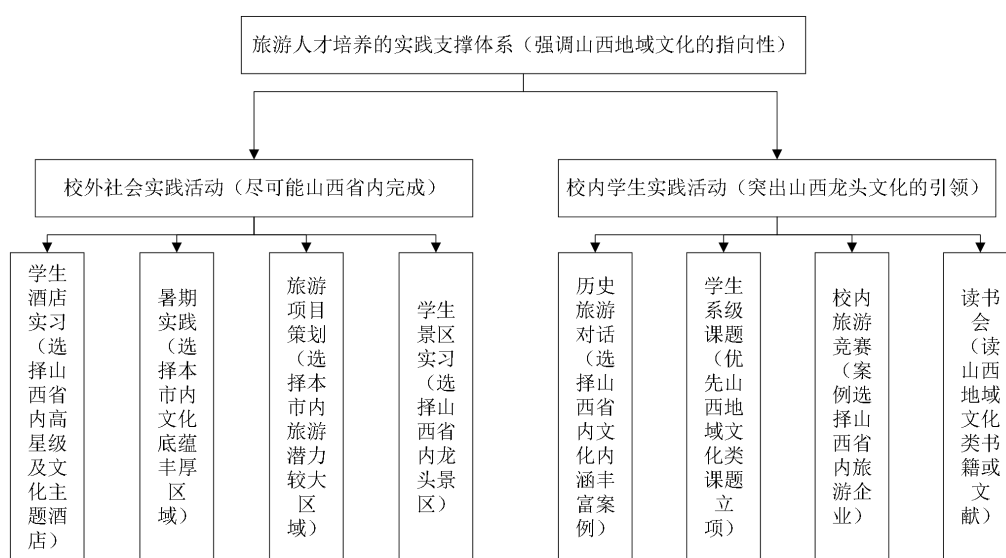 旅游人才培养的实践支撑体系（强调山西地域文化的指向性）
校外社会实践活动（尽可能山西省内完成）
校内学生实践活动（突出山西龙头文化的引领）
学生
酒店
实习
（选
择山
西省
内高
星级
及文
化主
题酒
店）
暑期
实践
（选
择本
市内
文化
底蕴
丰厚
区
域）
旅游
项目
策划
（选
择本
市内
旅游
潜力
较大
区
域）
学生
景区
实习
（选
择山
西省
内龙
头景
区）
历史
旅游
对话
（选
择山
西省
内文
化内
涵丰
富案
例）
学生
系级
课题
（优
先山
西地
域文
化类
课题
立
项）
校内
旅游
竞赛
（案
例选
择山
西省
内旅
游企
业）
读书
会
（读
山西
地域
文化
类书
籍或
文
献）